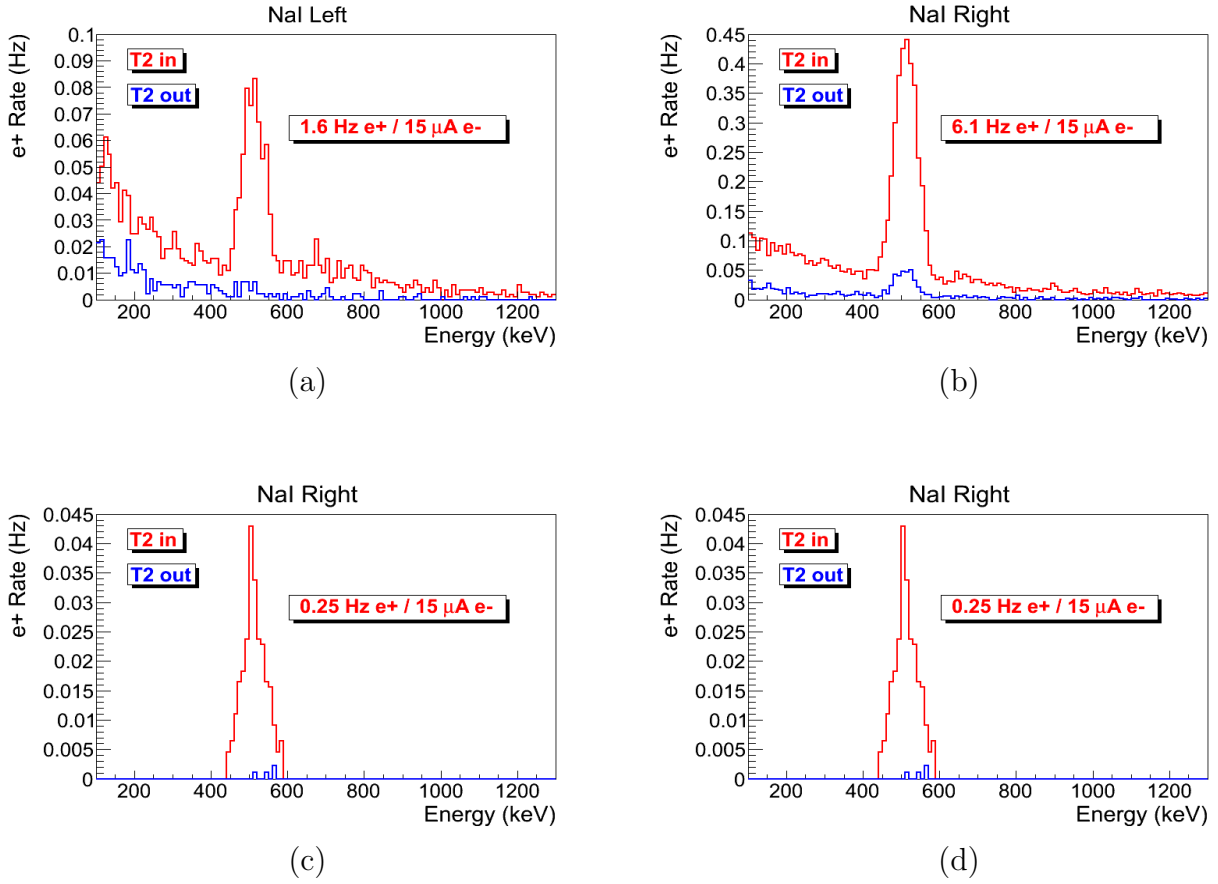 NaI Left
e+ Rate (Hz)
0.1
0.09
0.08
0.07
0.06
0.05
0.04
0.03
0.02
0.01
0
T2 in
T2 out
1.6 Hz e+ / 15 μA e-
200 400 600 800 1000 1200
Energy (keV)
(a)
NaI Right
e+ Rate (Hz)
0.45
0.4
0.35
0.3
0.25
0.2
0.15
0.1
0.05
0
T2 in
T2 out
6.1 Hz e+ / 15 μA e-
200 400 600 800 1000 1200
Energy (keV)
(b)
NaI Right
e+ Rate (Hz)
0.045
0.04
0.035
0.03
0.025
0.02
0.015
0.01
0.005
0
T2 in
T2 out
0.25 Hz e+ / 15 μA e-
200 400 600 800 1000 1200
Energy (keV)
(c)
NaI Right
e+ Rate (Hz)
0.045
0.04
0.035
0.03
0.025
0.02
0.015
0.01
0.005
0
T2 in
T2 out
0.25 Hz e+ / 15 μA e-
200 400 600 800 1000 1200
Energy (keV)
(d)